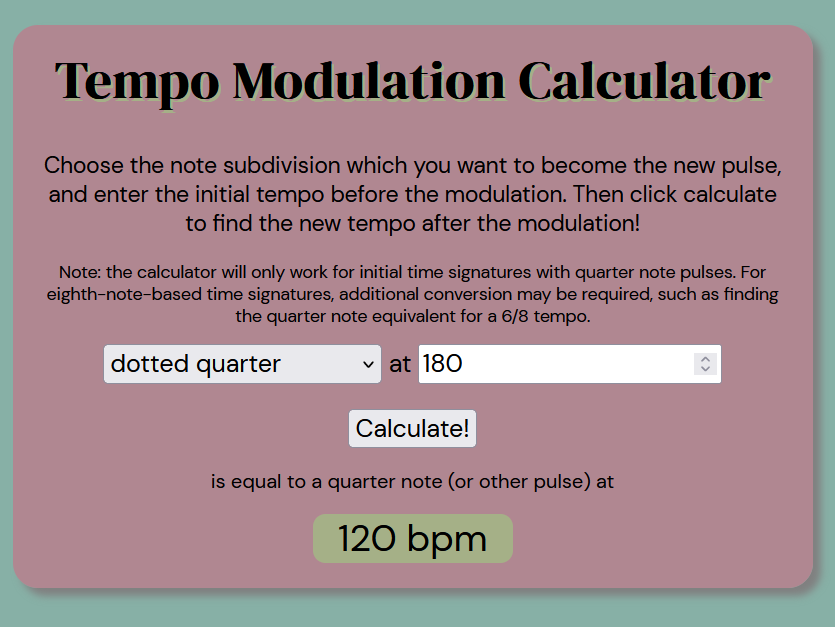 Tempo Modulation Calculator
Choose the note subdivision which you want to become the new pulse,
and enter the initial tempo before the modulation. Then click calculate
to find the new tempo after the modulation!
Note: the calculator will only work for initial time signatures with quarter note pulses. For
eighth-note-based time signatures, additional conversion may be required, such as finding
the quarter note equivalent for a 6/8 tempo.
dotted quarter at 180
Calculate!
is equal to a quarter note (or other pulse) at
120 bpm